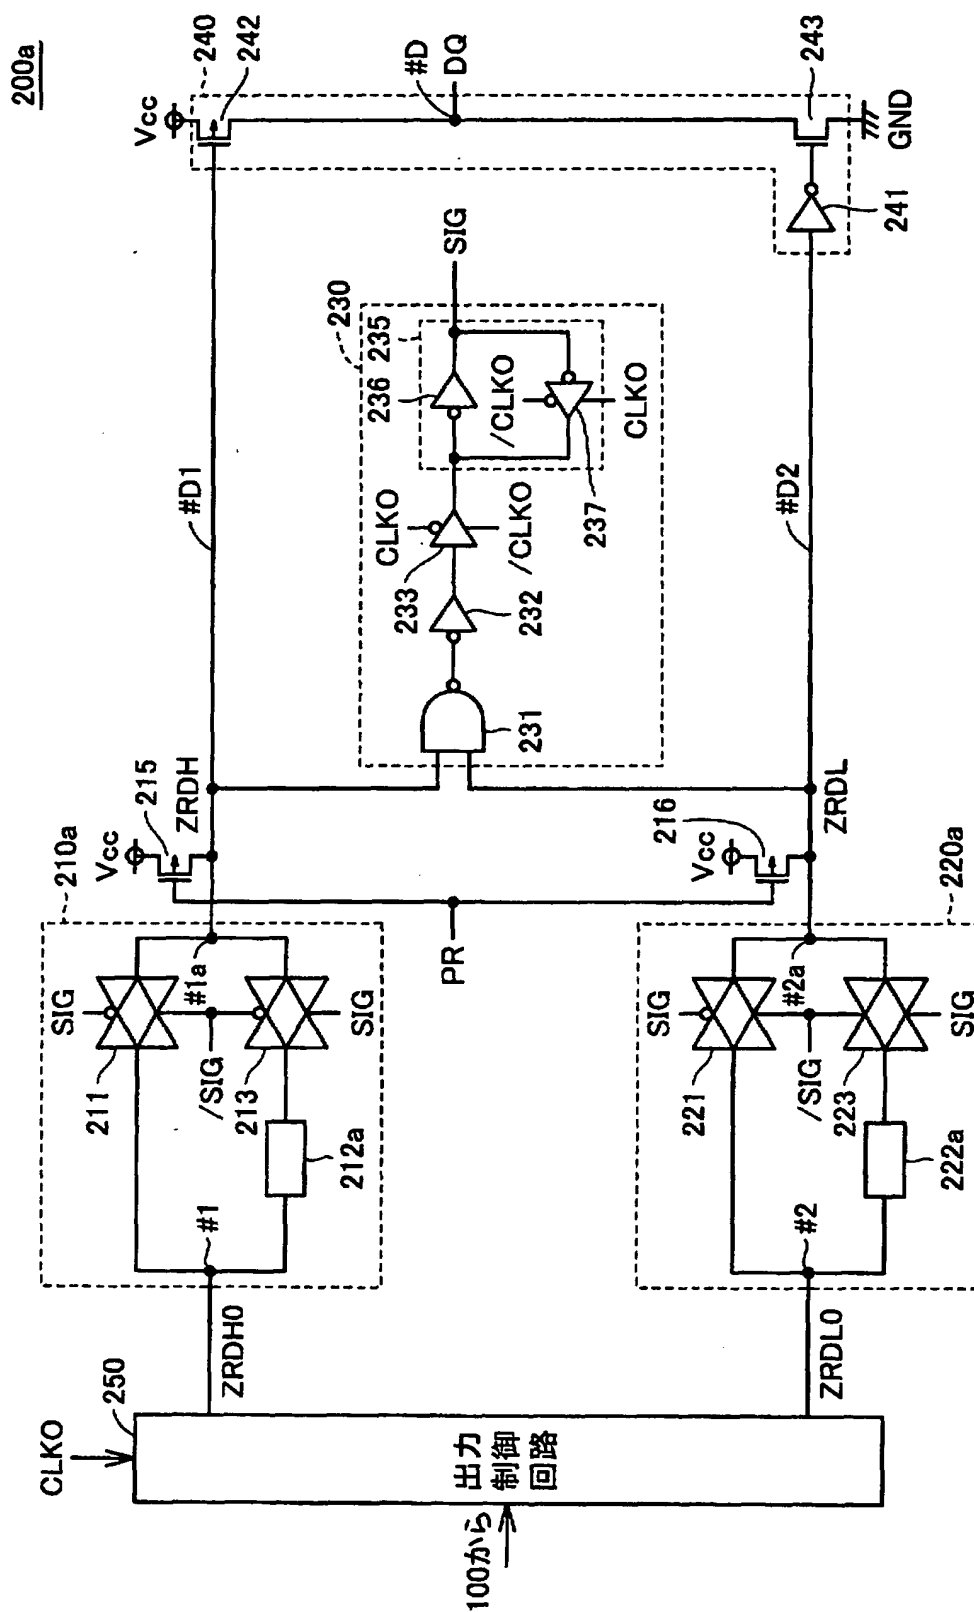 200a
CLKO
250
出力
制御
回路
100から
ZRDH0
ZRDL0
210a
#1
211
SIG
/SIG
213
212a
SIG
#1a
Vcc
215
ZRDH
PR
220a
#2
221
SIG
/SIG
223
222a
SIG
#2a
Vcc
216
ZRDL
230
231
232
233
CLKO
/CLKO
235
236
/CLKO
237
CLKO
SIG
#D1
#D2
240
Vcc
242
#D
DQ
241
243
GND